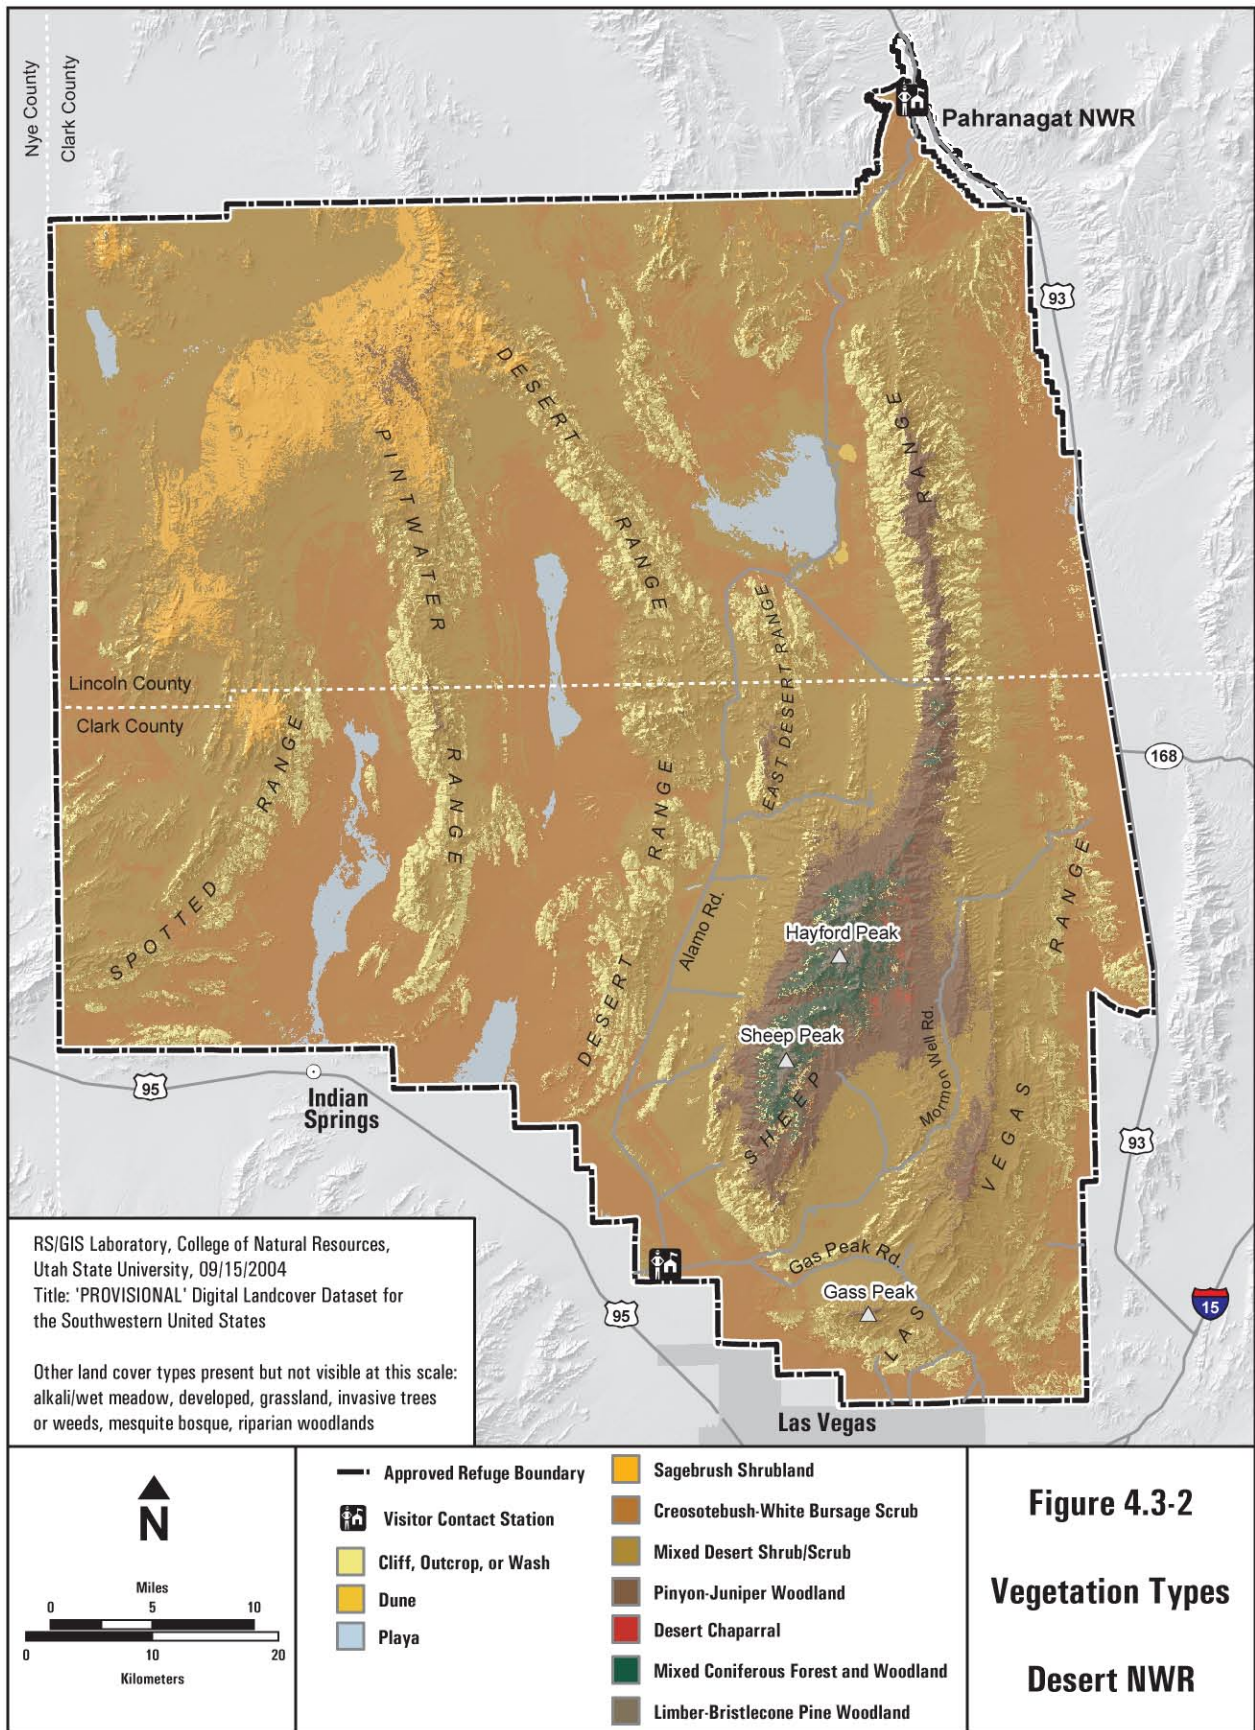 Nye County
Clark County
Pahranagat NWR
93
DESERT
RANGE
RANGE
PINTWATER
RANGE
EAST DESERT RANGE
Lincoln County
Clark County
168
RANGE
RANGE
RANGE
RANGE
SPOTTED
Alamo Rd.
Hayford Peak
DESERT
Sheep Peak
SHEEP
Mormon Well Rd.
VEGAS
95
Indian
Springs
93
Gas Peak Rd.
Gass Peak
LAS
95
15
Las Vegas
RS/GIS Laboratory, College of Natural Resources,
Utah State University, 09/15/2004
Title: 'PROVISIONAL' Digital Landcover Dataset for
the Southwestern United States
Other land cover types present but not visible at this scale:
alkali/wet meadow, developed, grassland, invasive trees
or weeds, mesquite bosque, riparian woodlands
N
Miles
0 5 10
0 10 20
Kilometers
Approved Refuge Boundary
Visitor Contact Station
Cliff, Outcrop, or Wash
Dune
Playa
Sagebrush Shrubland
Creosotebush-White Bursage Scrub
Mixed Desert Shrub/Scrub
Pinyon-Juniper Woodland
Desert Chaparral
Mixed Coniferous Forest and Woodland
Limber-Bristlecone Pine Woodland
Figure 4.3-2
Vegetation Types
Desert NWR